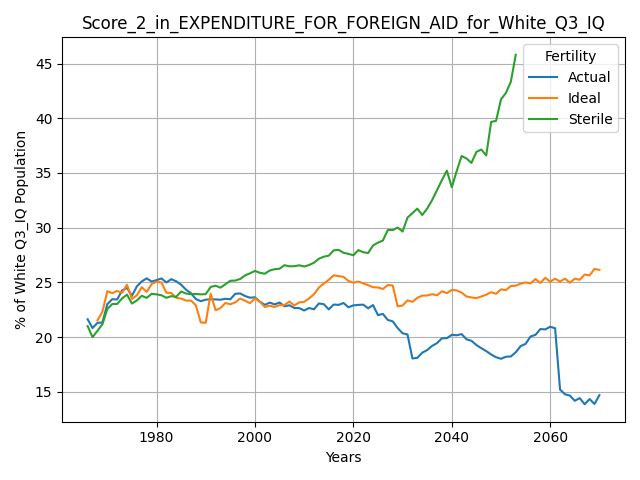 Score_2_in_EXPENDITURE_FOR_FOREIGN_AID_for_White_Q3_IQ
% of White Q3_IQ Population
45
40
35
30
25
20
15
Fertility
Actual
Ideal
Sterile
1980
2000
2020
2040
2060
Years